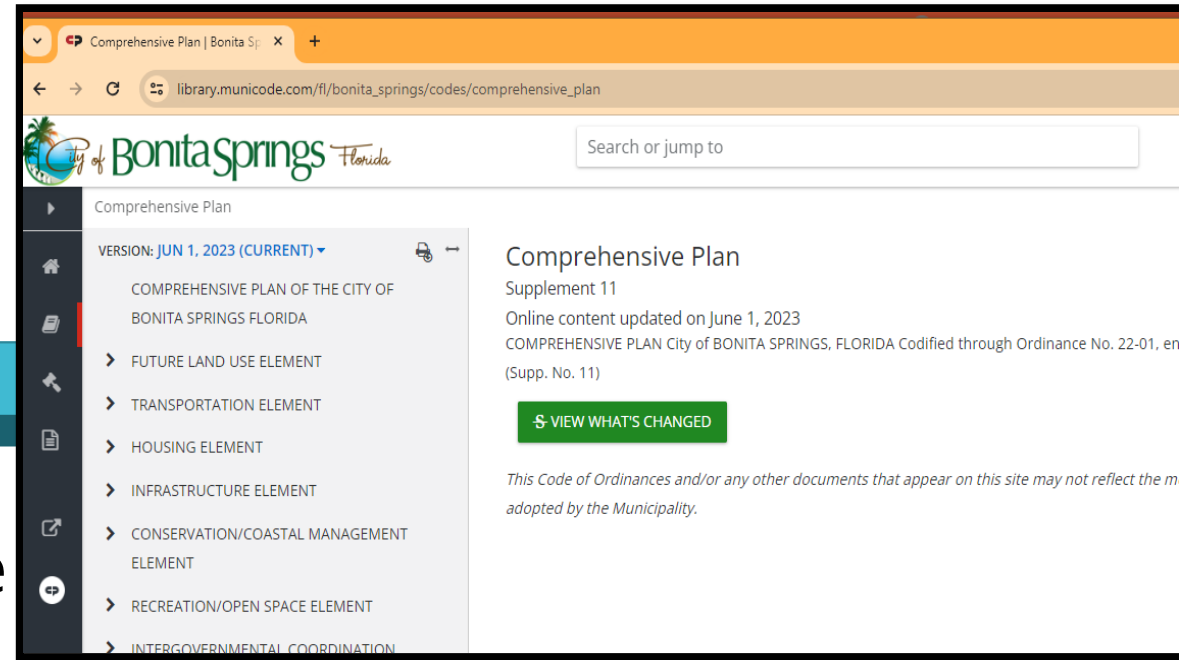 Comprehensive Plan | Bonita Sp
library.municode.com/fl/bonita_springs/codes/comprehensive_plan
City of Bonita Springs Florida
Search or jump to
Comprehensive Plan
VERSION: JUN 1, 2023 (CURRENT)
COMPREHENSIVE PLAN OF THE CITY OF
BONITA SPRINGS FLORIDA
FUTURE LAND USE ELEMENT
TRANSPORTATION ELEMENT
HOUSING ELEMENT
INFRASTRUCTURE ELEMENT
CONSERVATION/COASTAL MANAGEMENT
ELEMENT
RECREATION/OPEN SPACE ELEMENT
INTERGOVERNMENTAL COORDINATION
Comprehensive Plan
Supplement 11
Online content updated on June 1, 2023
COMPREHENSIVE PLAN City of BONITA SPRINGS, FLORIDA Codified through Ordinance No. 22-01, en
(Supp. No. 11)
VIEW WHAT'S CHANGED
This Code of Ordinances and/or any other documents that appear on this site may not reflect the
adopted by the Municipality.